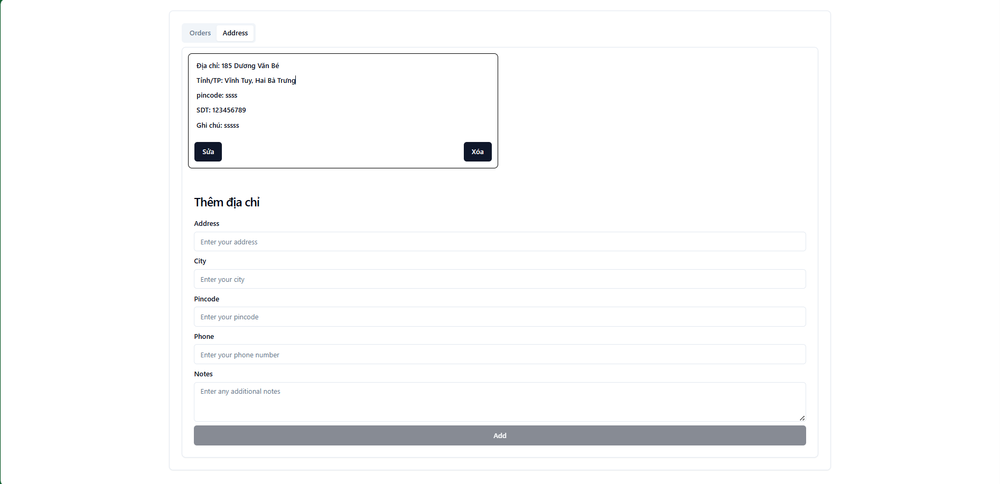 Orders Address
Địa chỉ: 185 Dương Văn Bé
Tỉnh/TP: Vĩnh Tuy, Hai Bà Trưng
pincode: ssss
SDT: 123456789
Ghi chú: sssss
Sửa Xóa
Thêm địa chỉ
Address
Enter your address
City
Enter your city
Pincode
Enter your pincode
Phone
Enter your phone number
Notes
Enter any additional notes
Add